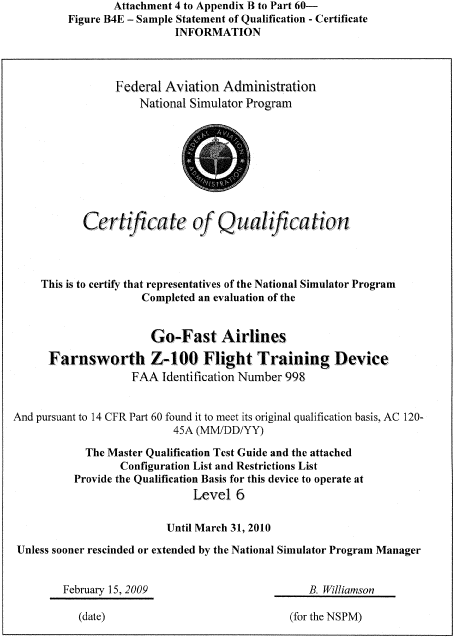 Attachment 4 to Appendix B to Part 60—
Figure B4E – Sample Statement of Qualification - Certificate
INFORMATION
Federal Aviation Administration
National Simulator Program
FEDERAL AVIATION
ADMINISTRATION
Certificate of Qualification
This is to certify that representatives of the National Simulator Program
Completed an evaluation of the
Go-Fast Airlines
Farnsworth Z-100 Flight Training Device
FAA Identification Number 998
And pursuant to 14 CFR Part 60 found it to meet its original qualification basis, AC 120-
45A (MM/DD/YY)
The Master Qualification Test Guide and the attached
Configuration List and Restrictions List
Provide the Qualification Basis for this device to operate at
Level 6
Until March 31, 2010
Unless sooner rescinded or extended by the National Simulator Program Manager
February 15, 2009
B. Williamson
(date)
(for the NSPM)